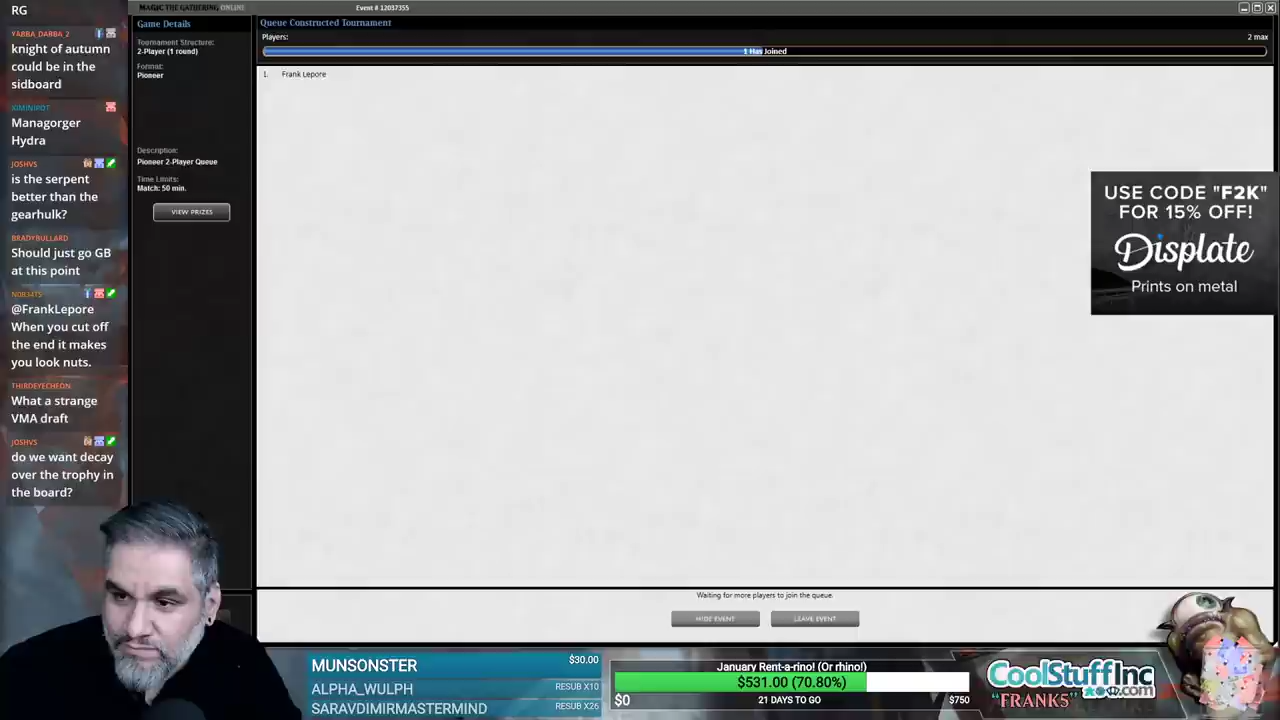 RG
YABBA_DARBA_2
knight of autumn
could be in the
sidboard
XIMINIPOT
Managorger
Hydra
JOSHVS
is the serpent
better than the
gearhulk?
BRADYBULLARD
Should just go GB
at this point
@FrankLepore
When you cut off
the end it makes
you look nuts.
THIRDEYECHEON
What a strange
VMA draft
JOSHVS
do we want decay
over the trophy in
the board?
MAGIC THE GATHERING ONLINE
Event # 12037355
Game Details
Tournament Structure:
2-Player (1 round)
Format:
Pioneer
Description:
Pioneer 2-Player Queue
Time Limits:
Match: 50 min.
VIEW PRIZES
Queue Constructed Tournament
Players:
2 max
1 Has Joined
1. Frank Lepore
USE CODE "F2K"
FOR 15% OFF!
Displate
Prints on metal
Waiting for more players to join the queue.
HIDE EVENT
LEAVE EVENT
MUNSONSTER $30.00
ALPHA_WULPH RESUB X10
SARAVDIMIRMASTERMIND RESUB X26
January Rent-a-rino! (Or rhino!)
$531.00 (70.80%)
$0 21 DAYS TO GO $750
CoolStuffInc
.com
"FRANK5"